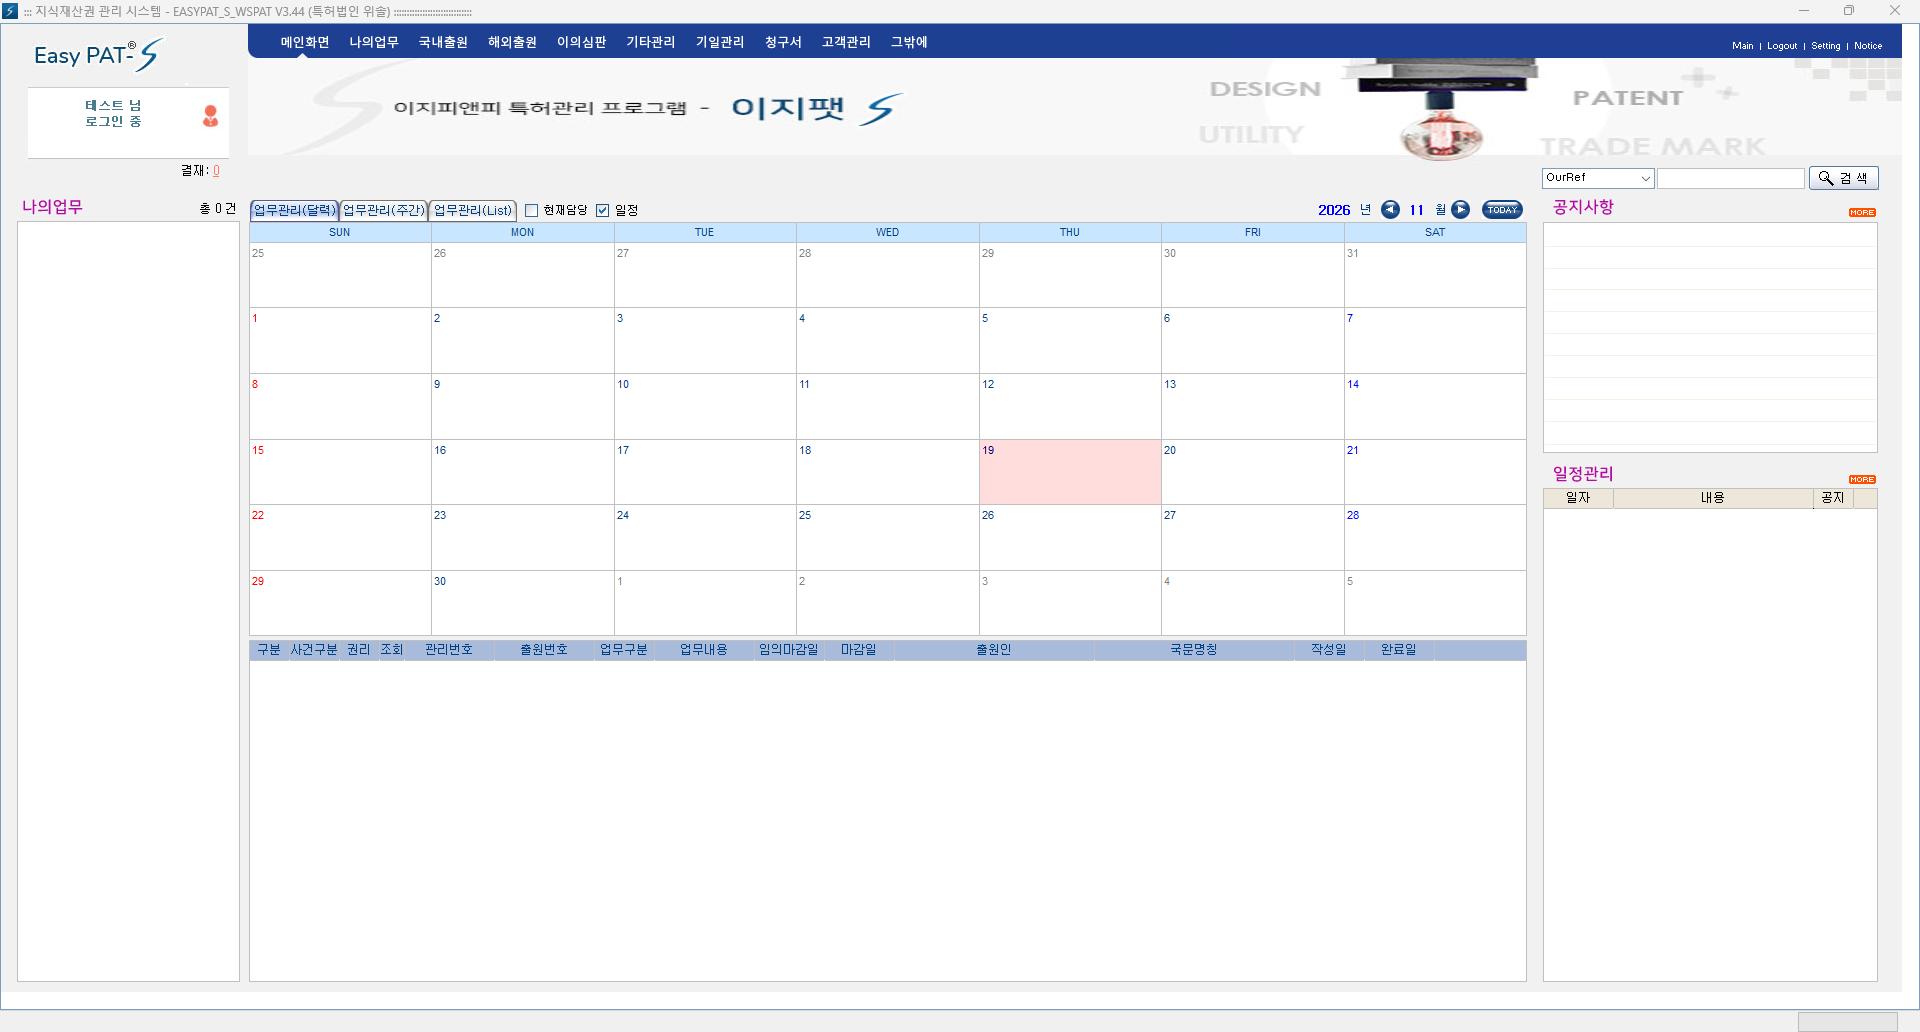 ::: 지식재산권 관리 시스템 - EASYPAT_S_WSPAT V3.44 (특허법인 위솔) ::::::::::::::::::::::::::::
Easy PAT®-S
메인화면 나의업무 국내출원 해외출원 이의심판 기타관리 기일관리 청구서 고객관리 그밖에
Main | Logout | Setting | Notice
이지피앤피 특허관리 프로그램 - 이지팻 S
DESIGN
PATENT
UTILITY
TRADE MARK
테스트 님
로그인 중
결재: 0
OurRef
검 색
나의업무
총 0 건
업무관리(달력) 업무관리(주간) 업무관리(List) 현재담당 일정
2026 년 11 월 TODAY
SUN MON TUE WED THU FRI SAT
25 26 27 28 29 30 31
1 2 3 4 5 6 7
8 9 10 11 12 13 14
15 16 17 18 19 20 21
22 23 24 25 26 27 28
29 30 1 2 3 4 5
구분 사건구분 권리 조회 관리번호 출원번호 업무구분 업무내용 임의마감일 마감일 출원인 국문명칭 작성일 완료일
공지사항
MORE
일정관리
MORE
일자 내용 공지